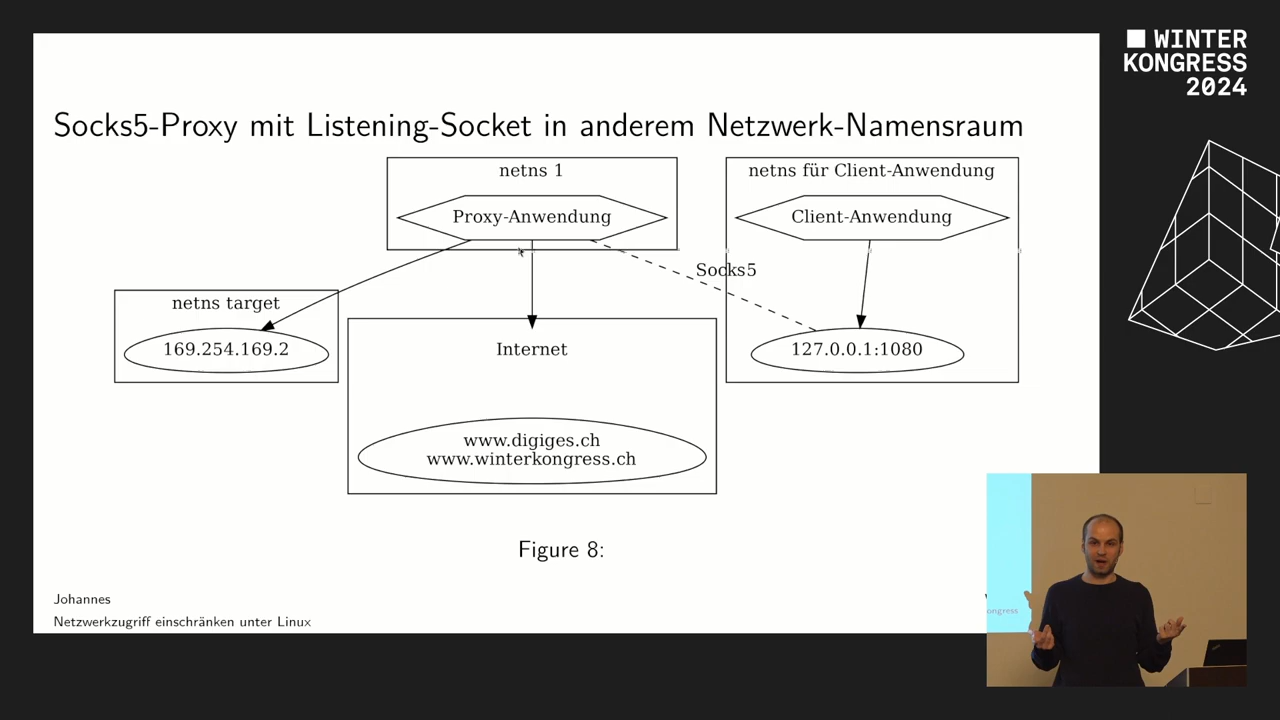 WINTER
KONGRESS
2024
Socks5-Proxy mit Listening-Socket in anderem Netzwerk-Namensraum
netns 1
Proxy-Anwendung
netns für Client-Anwendung
Client-Anwendung
Socks5
netns target
169.254.169.2
Internet
127.0.0.1:1080
www.digiges.ch
www.winterkongress.ch
Figure 8:
Johannes
Netzwerkzugriff einschränken unter Linux
ongress